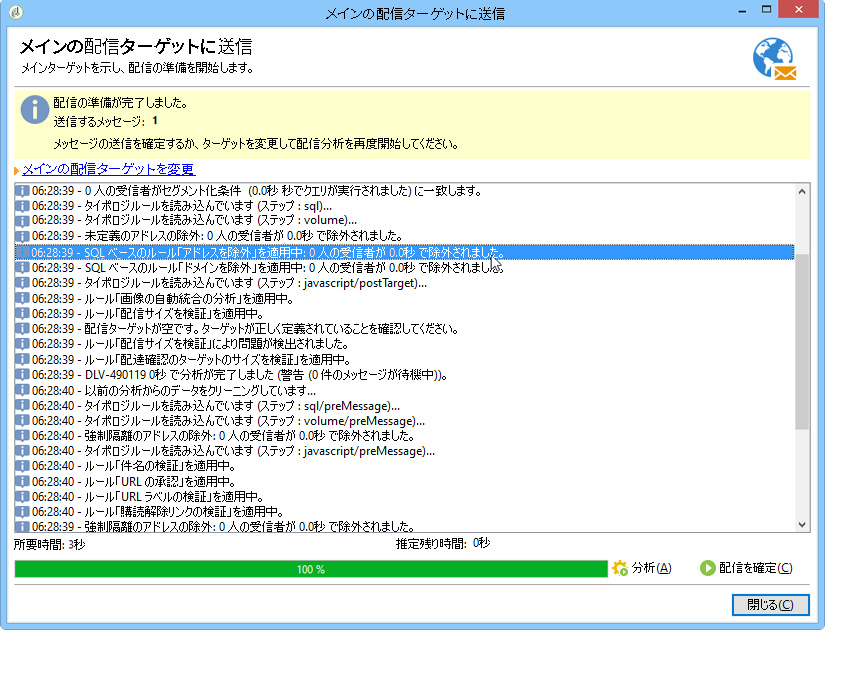 メインの配信ターゲットに送信
メインの配信ターゲットに送信
メインターゲットを示し、配信の準備を開始します。
配信の準備が完了しました。
送信するメッセージ: 1
メッセージの送信を確定するか、ターゲットを変更して配信分析を再度開始してください。
メインの配信ターゲットを変更
06:28:39 - 0 人の受信者がセグメント化条件 (0.0秒 秒でクエリが実行されました) に一致します。
06:28:39 - タイポロジルールを読み込んでいます (ステップ : sql)...
06:28:39 - タイポロジルールを読み込んでいます (ステップ : volume)...
06:28:39 - 未定義のアドレスの除外: 0 人の受信者が 0.0秒 で除外されました。
06:28:39 - SQL ベースのルール「アドレスを除外」を適用中: 0 人の受信者が 0.0秒 で除外されました。
06:28:39 - SQL ベースのルール「ドメインを除外」を適用中: 0 人の受信者が 0.0秒 で除外されました。
06:28:39 - タイポロジルールを読み込んでいます (ステップ : javascript/postTarget)...
06:28:39 - ルール「画像の自動統合の分析」を適用中。
06:28:39 - ルール「配信サイズを検証」を適用中。
06:28:39 - 配信ターゲットが空です。ターゲットが正しく定義されていることを確認してください。
06:28:39 - ルール「配信サイズを検証」により問題が検出されました。
06:28:39 - ルール「配達確認のターゲットのサイズを検証」を適用中。
06:28:39 - DLV-490119 0秒 で分析が完了しました (警告 (0 件のメッセージが待機中))。
06:28:40 - 以前の分析からのデータをクリーニングしています...
06:28:40 - タイポロジルールを読み込んでいます (ステップ : sql/preMessage)...
06:28:40 - タイポロジルールを読み込んでいます (ステップ : volume/preMessage)...
06:28:40 - 強制隔離のアドレスの除外: 0 人の受信者が 0.0秒 で除外されました。
06:28:40 - タイポロジルールを読み込んでいます (ステップ : javascript/preMessage)...
06:28:40 - ルール「件名の検証」を適用中。
06:28:40 - ルール「URL の承認」を適用中。
06:28:40 - ルール「URL ラベルの検証」を適用中。
06:28:40 - ルール「購読解除リンクの検証」を適用中。
06:28:39 - 強制隔離のアドレスの除外: 0 人の受信者が 0.0秒 で除外されました。
所要時間: 3秒 推定残り時間: 0秒
100 % 分析(A) 配信を確定(C)
閉じる(C)